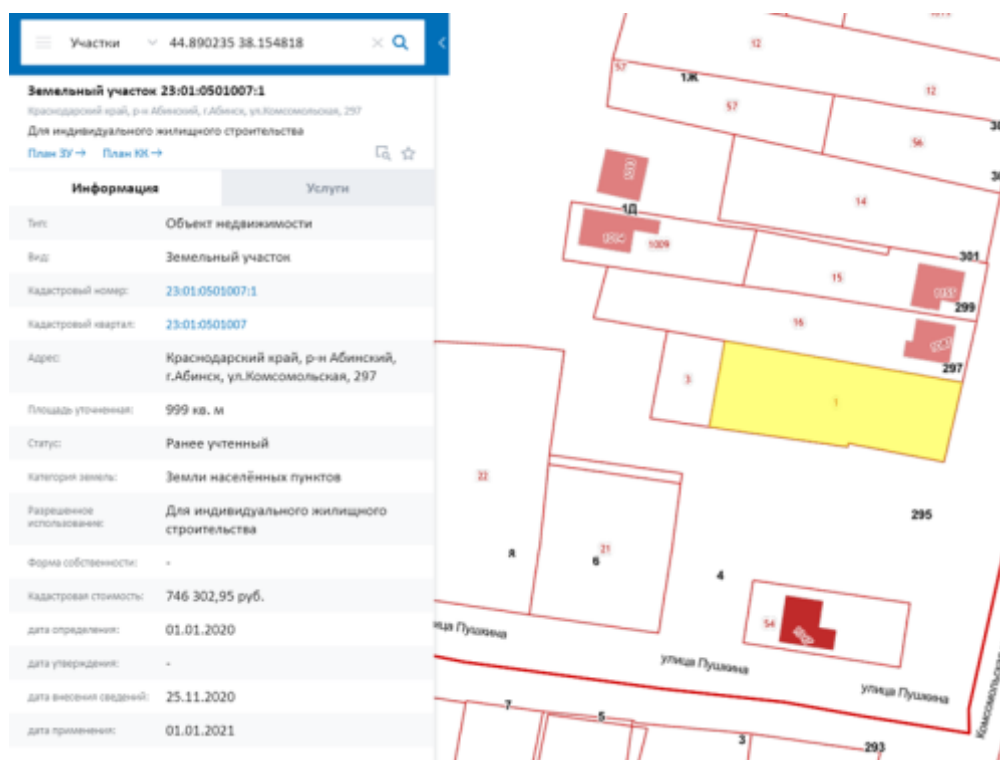 Участки 44.890235 38.154818
Земельный участок 23:01:0501007:1
Краснодарский край, р-н Абинский, г.Абинск, ул.Комсомольская, 297
Для индивидуального жилищного строительства
План ЗУ → План КК →
Информация Услуги
Тип: Объект недвижимости
Вид: Земельный участок
Кадастровый номер: 23:01:0501007:1
Кадастровый квартал: 23:01:0501007
Адрес: Краснодарский край, р-н Абинский,
г.Абинск, ул.Комсомольская, 297
Площадь уточненная: 999 кв. м
Статус: Ранее учтенный
Категория земель: Земли населённых пунктов
Разрешенное
использование:
Для индивидуального жилищного
строительства
Форма собственности: -
Кадастровая стоимость: 746 302,95 руб.
дата определения: 01.01.2020
дата утверждения: -
дата внесения сведений: 25.11.2020
дата применения: 01.01.2021
12
57
1Ж
12
57
56
14
1Д
1009
301
15
299
16
297
3
1
22
295
21
Я
6
4
54
улица Пушкина
улица Пушкина
Комсомольская
7
5
3
293